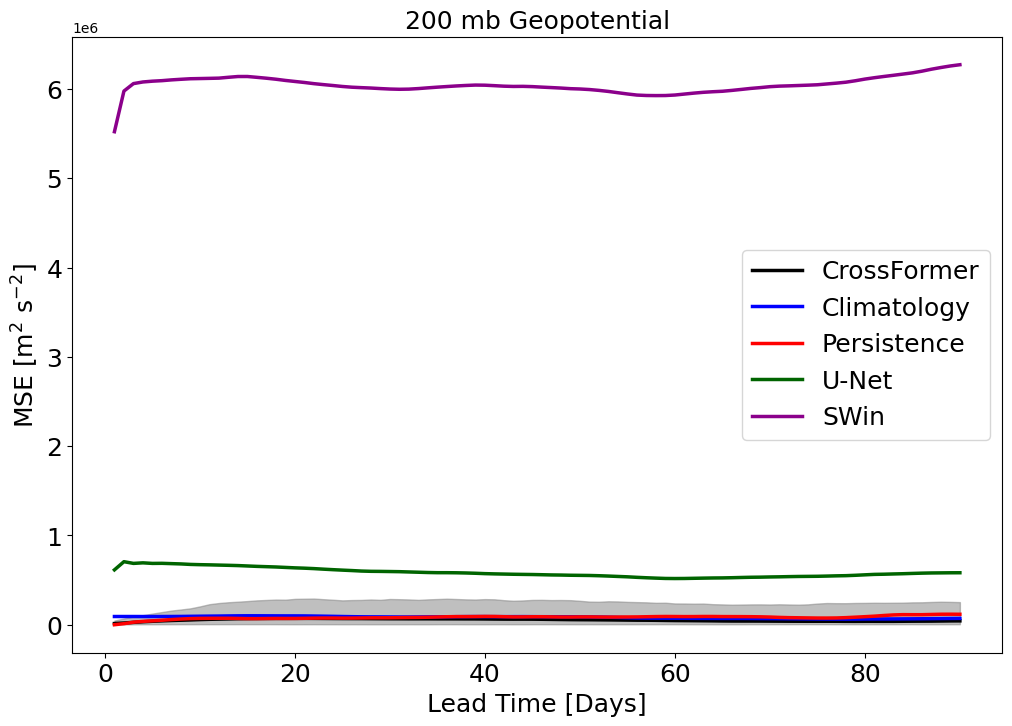 200 mb Geopotential
1e6
6
5
4
3
2
1
0
MSE [m² s⁻²]
CrossFormer
Climatology
Persistence
U-Net
SWin
0 20 40 60 80
Lead Time [Days]